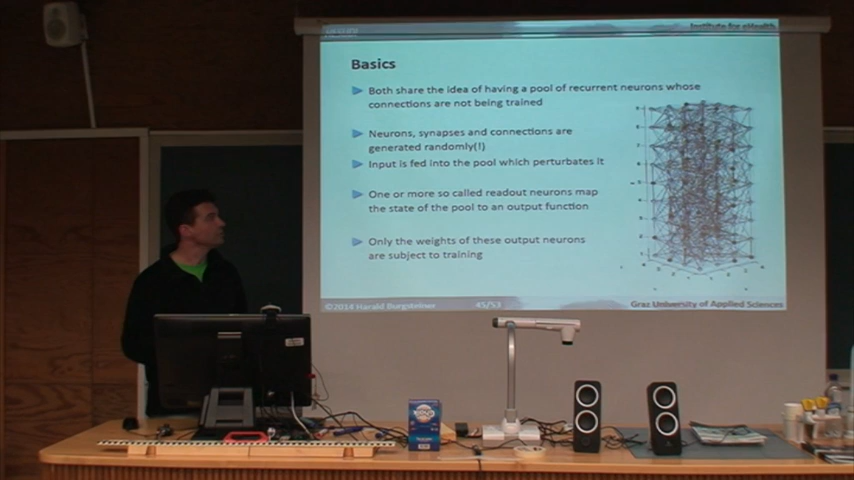 Institute for eHealth
Basics
Both share the idea of having a pool of recurrent neurons whose
connections are not being trained
Neurons, synapses and connections are
generated randomly(!)
Input is fed into the pool which perturbates it
One or more so called readout neurons map
the state of the pool to an output function
Only the weights of these output neurons
are subject to training
©2014 Harald Burgsteiner 45/53 Graz University of Applied Sciences